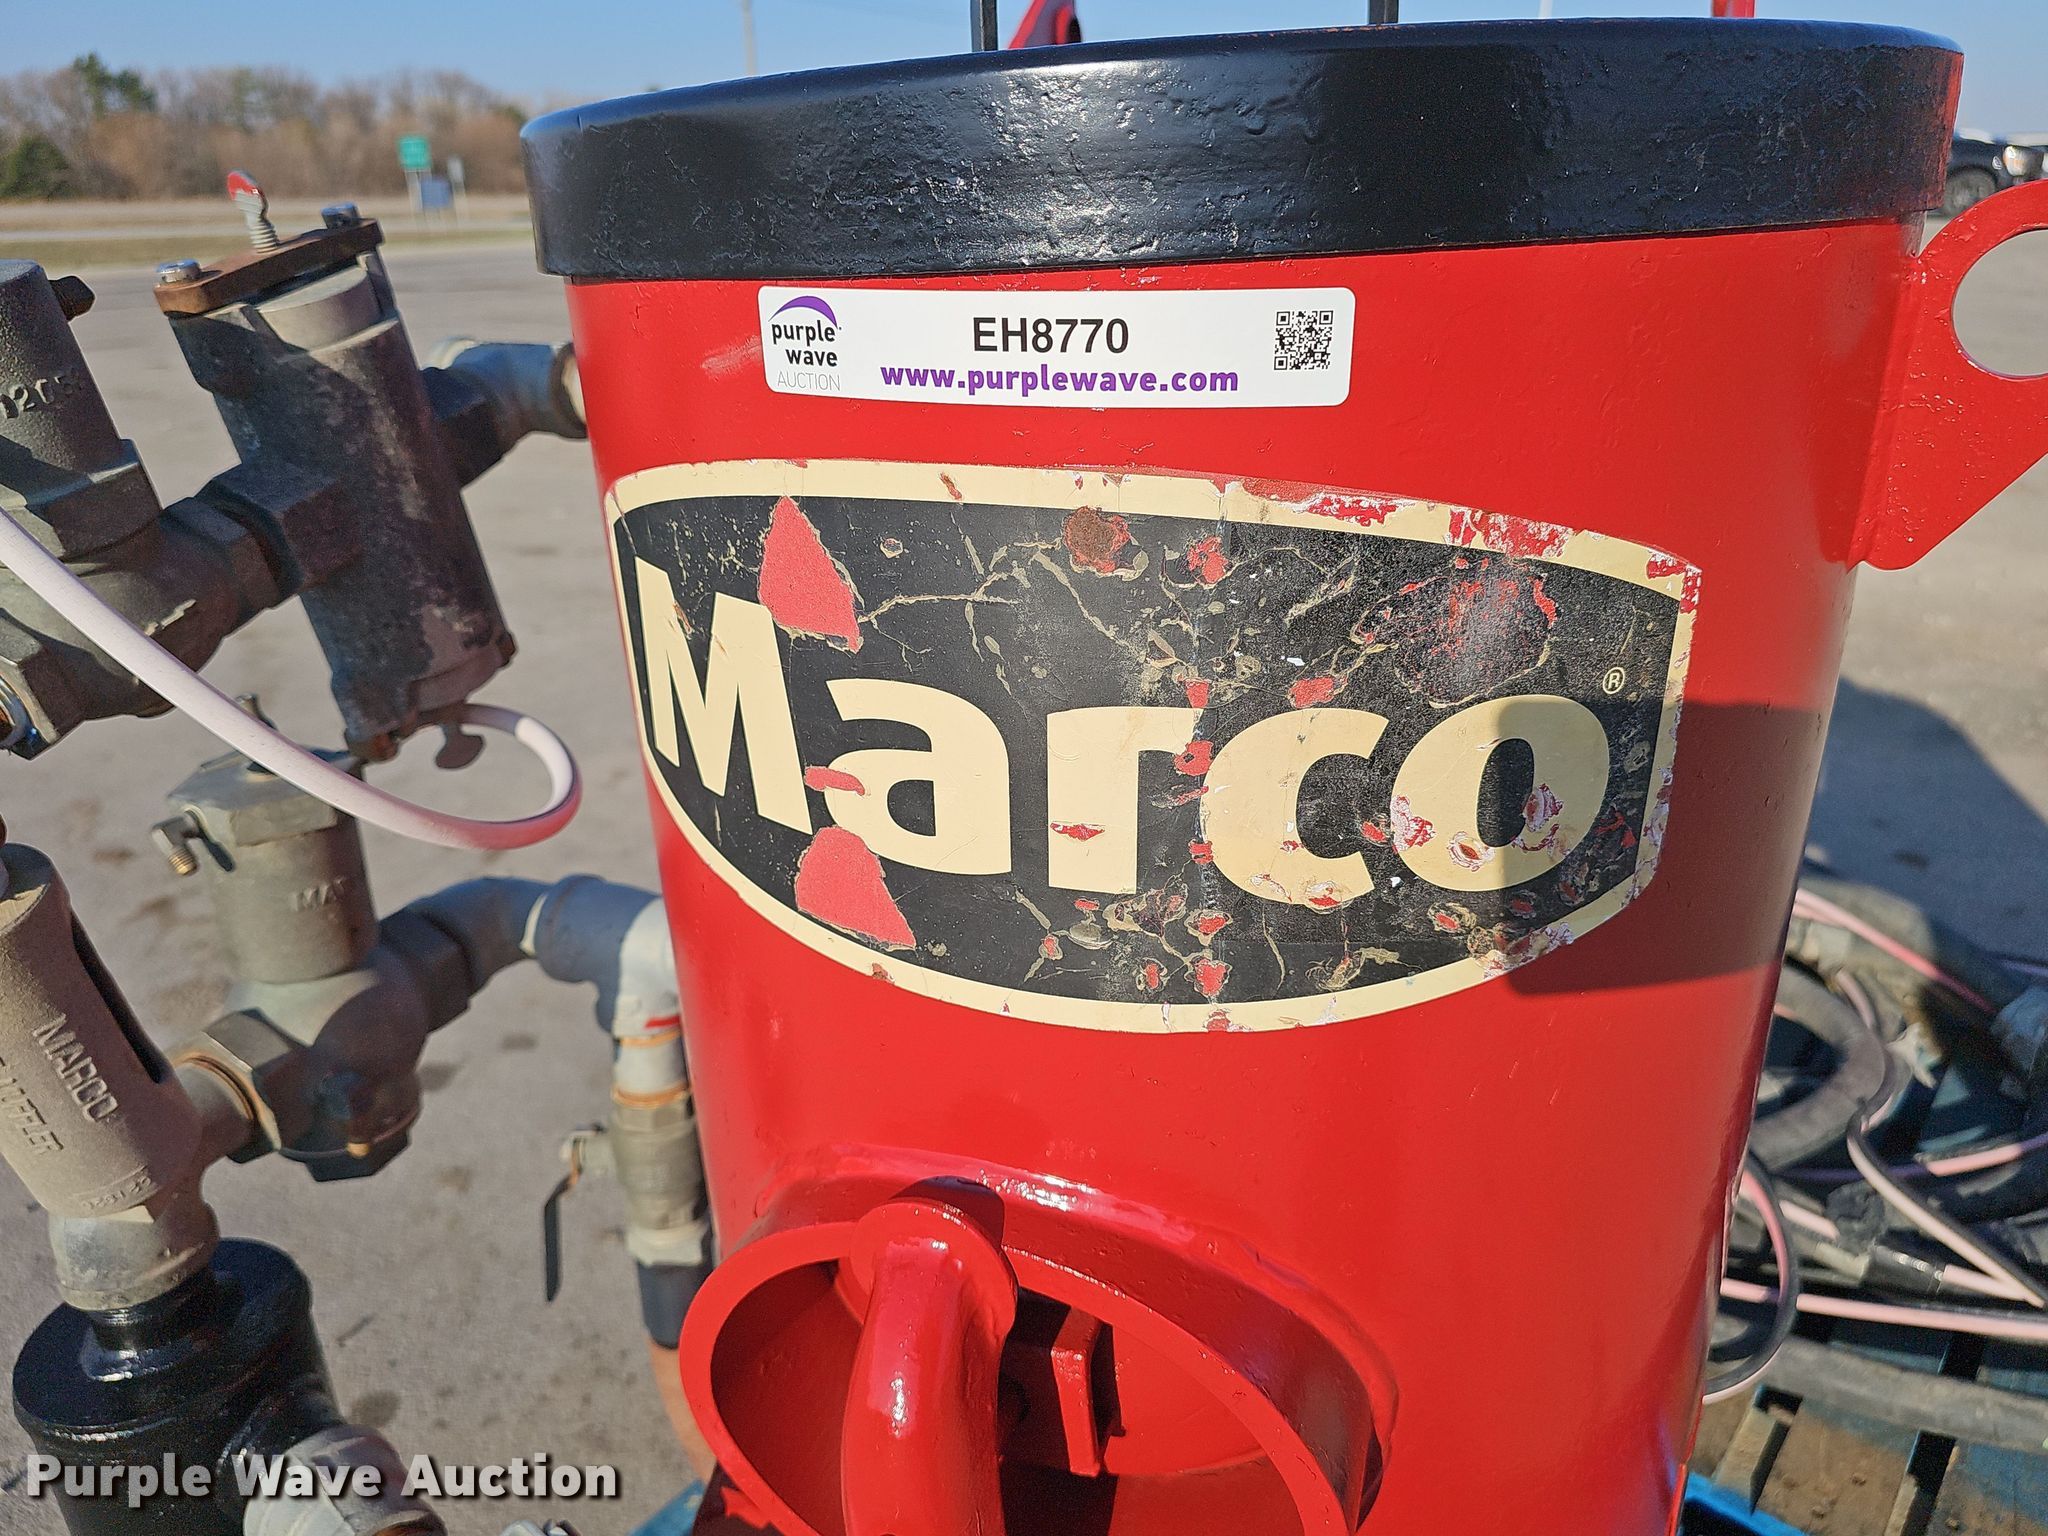 purple
wave
AUCTION
EH8770
www.purplewave.com
Marco®
MARCO
Purple Wave Auction